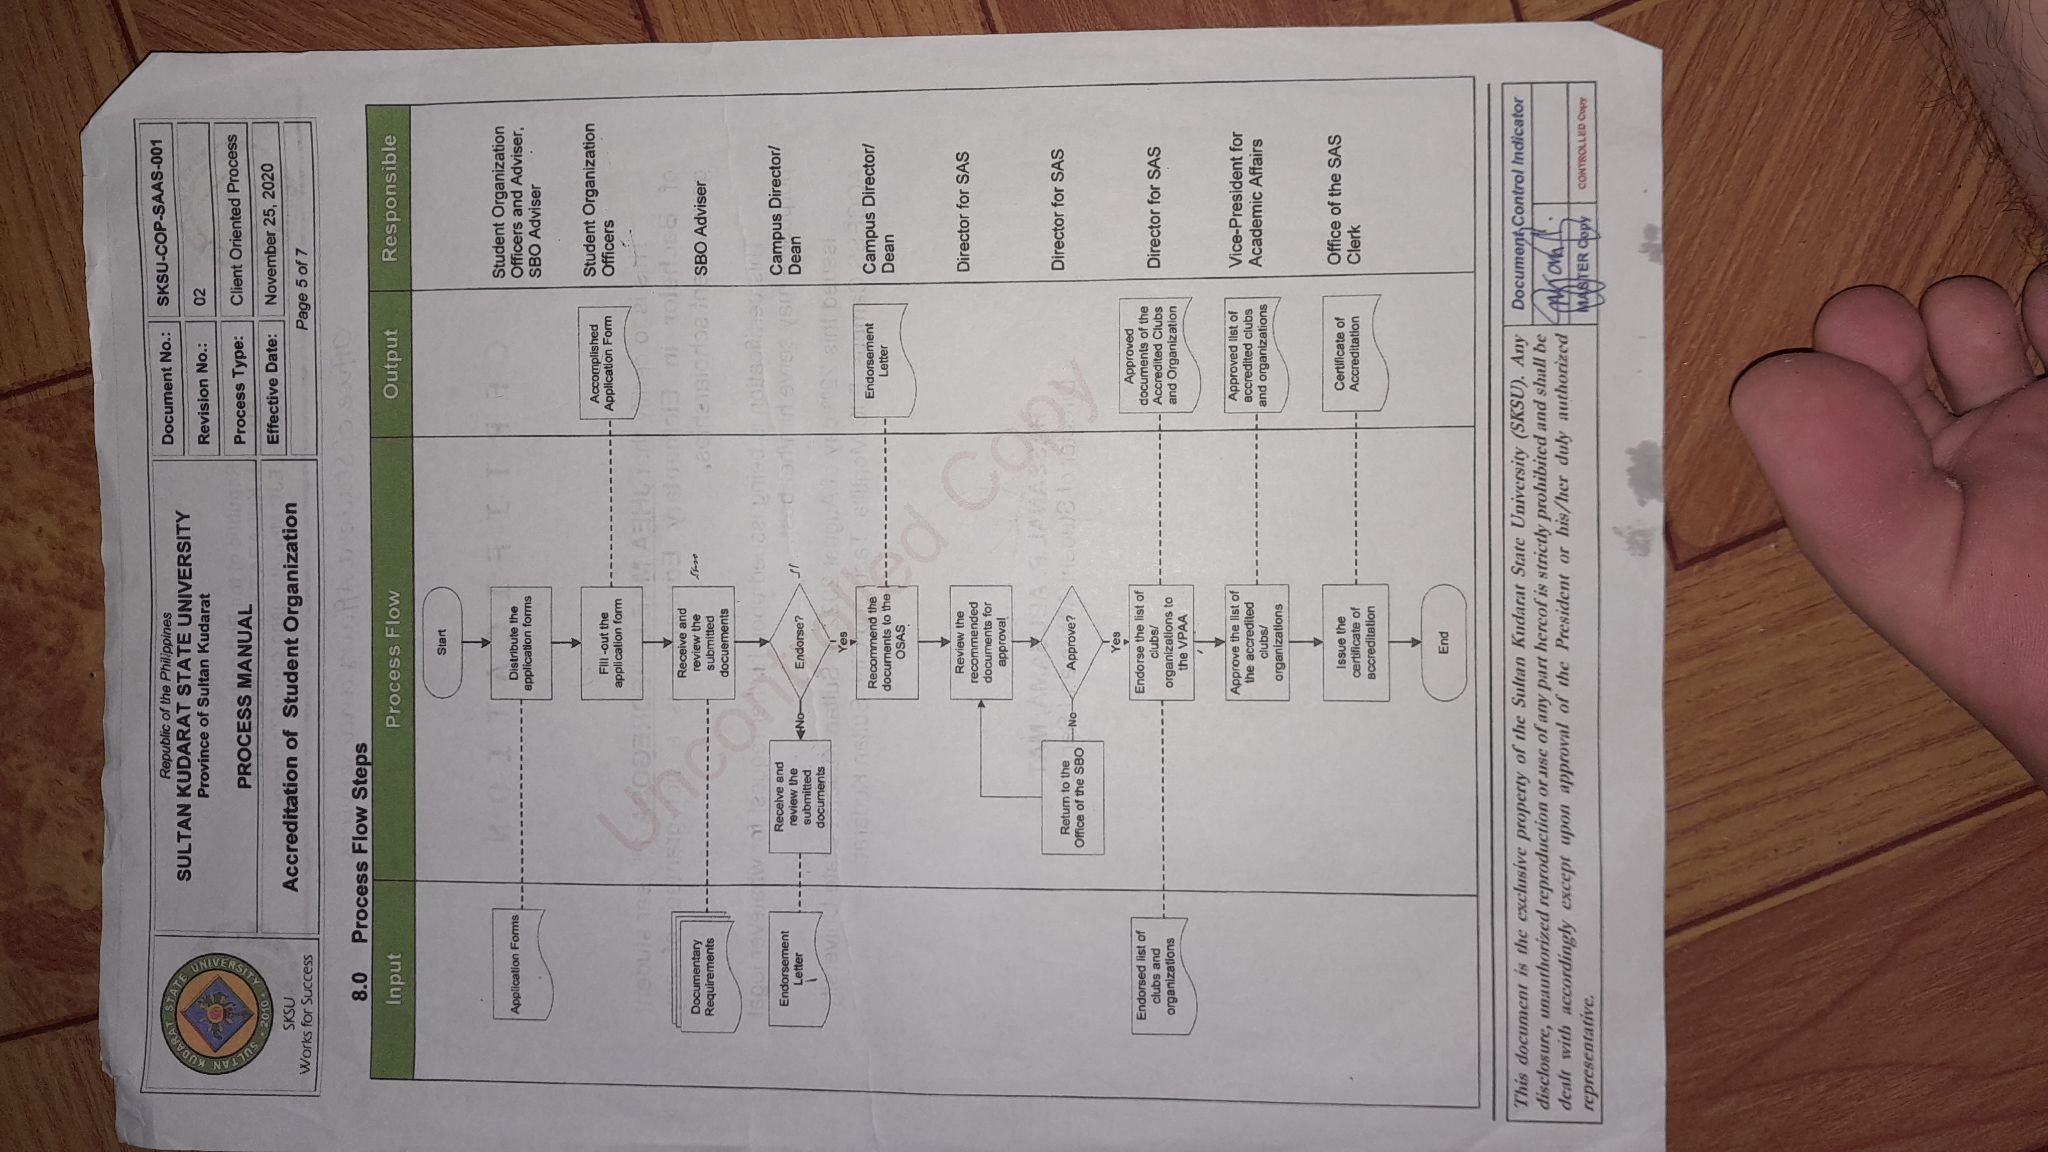 Republic of the Philippines
SULTAN KUDARAT STATE UNIVERSITY
Province of Sultan Kudarat
PROCESS MANUAL
Accreditation of Student Organization
SULTAN KUDARAT STATE UNIVERSITY
2010
SKSU
Works for Success
Document No.: SKSU-COP-SAAS-001
Revision No.: 02
Process Type: Client Oriented Process
Effective Date: November 25, 2020
Page 5 of 7
8.0 Process Flow Steps
Input Process Flow Output Responsible
Start
Application Forms
Distribute the
application forms
Student Organization
Officers and Adviser,
SBO Adviser
Fill -out the
application form
Accomplished
Application Form
Student Organization
Officers
Documentary
Requirements
Receive and
review the
submitted
docuements
SBO Adviser
Endorsement
Letter
Receive and
review the
submitted
documents
No
Endorse?
Campus Director/
Dean
Yes
Recommend the
documents to the
OSAS
Endorsement
Letter
Campus Director/
Dean
Review the
recommended
documents for
approval
Director for SAS
Return to the
Office of the SBO
No
Approve?
Director for SAS
Yes
Endorsed list of
clubs and
organizations
Endorse the list of
clubs/
organizations to
the VPAA
Approved
documents of the
Accredited Clubs
and Organization
Director for SAS
Approve the list of
the accredited
clubs/
organizations
Approved list of
accredited clubs
and organizations
Vice-President for
Academic Affairs
Issue the
certificate of
accreditation
Certificate of
Accreditation
Office of the SAS
Clerk
End
Uncontrolled Copy
This document is the exclusive property of the Sultan Kudarat State University (SKSU). Any
disclosure, unauthorized reproduction or use of any part hereof is strictly prohibited and shall be
dealt with accordingly except upon approval of the President or his/her duly authorized
representative.
Document Control Indicator
MASTER Copy
CONTROLLED Copy